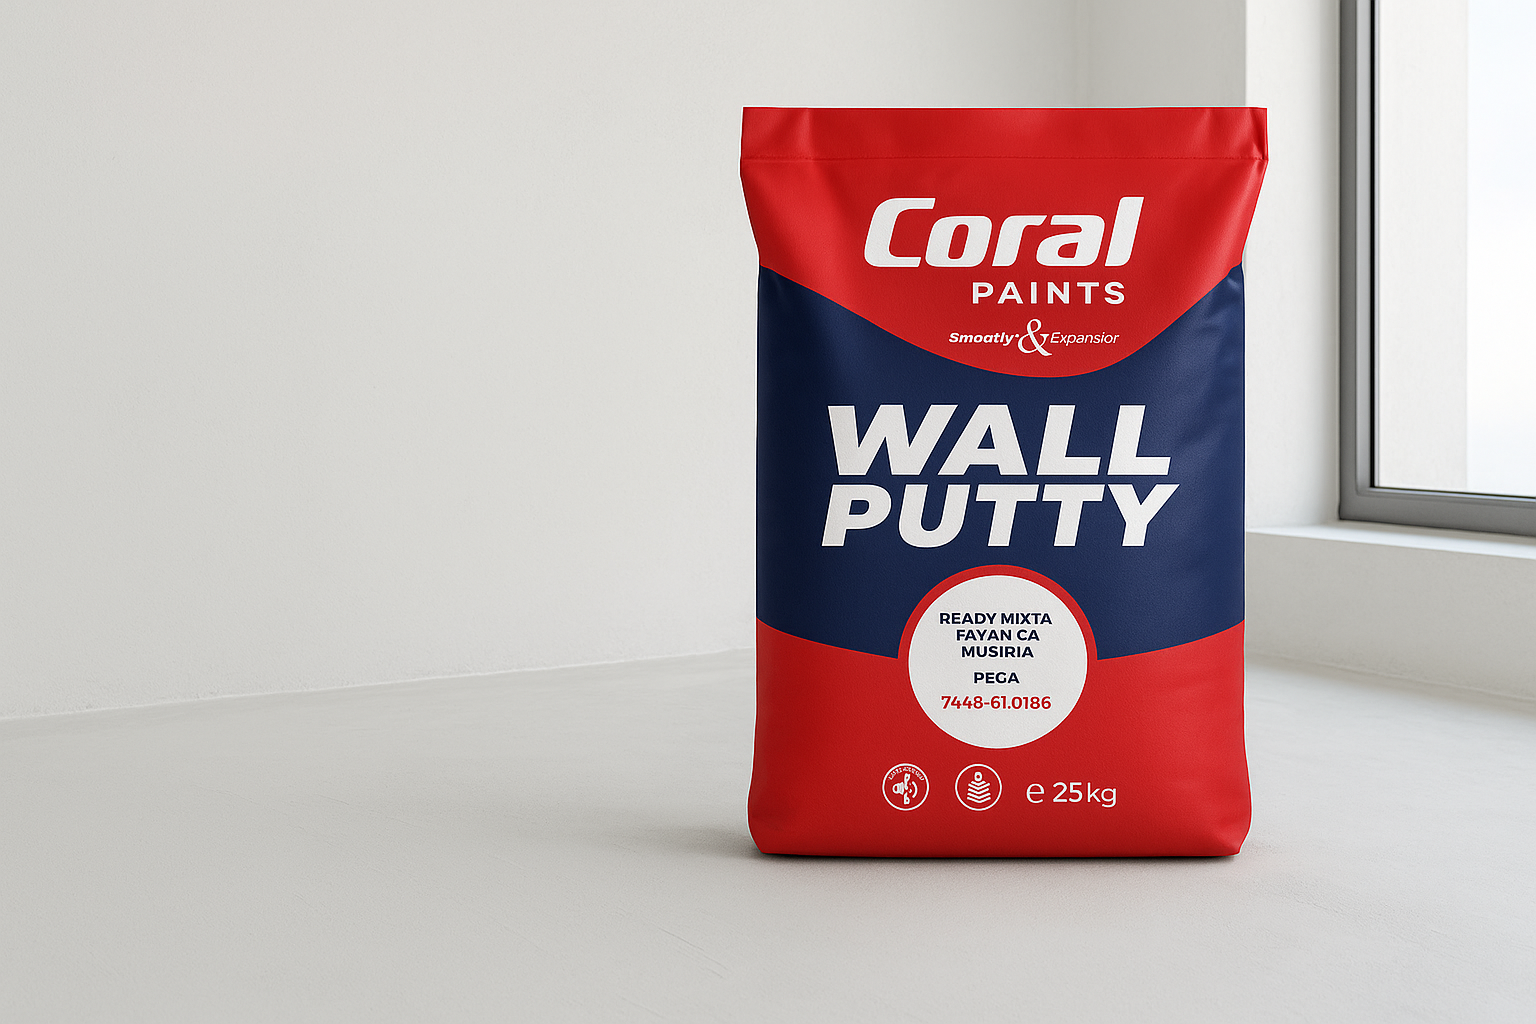 Coral
PAINTS
Smoatly & Expansior
WALL
PUTTY
READY MIXTA
FAYAN CA
MUSIRIA
PEGA
7448-61.0186
e 25kg